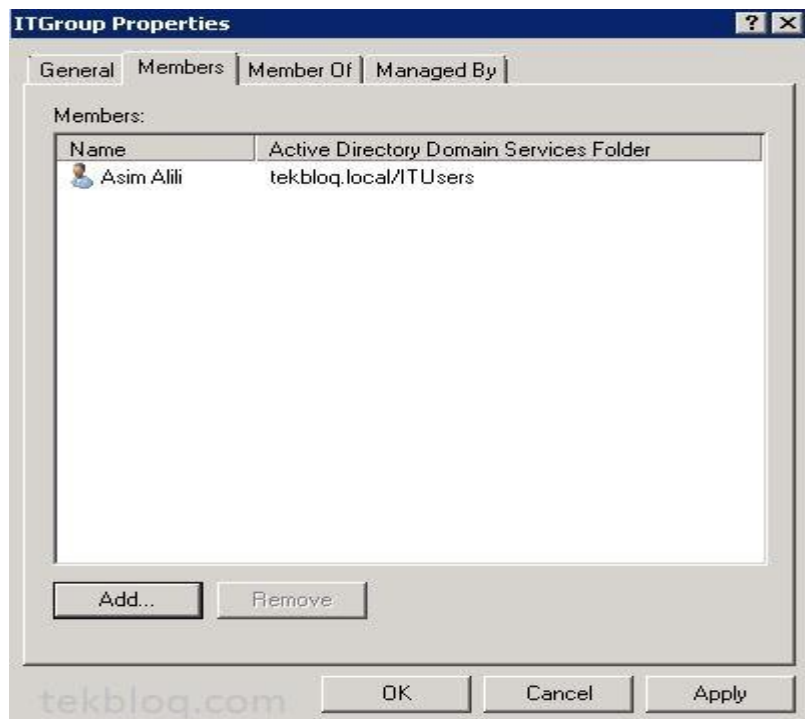 ITGroup Properties
General Members Member Of Managed By
Members:
Name Active Directory Domain Services Folder
Asim Alili tekbloq.local/ITUsers
Add... Remove
tekbloq.com OK Cancel Apply